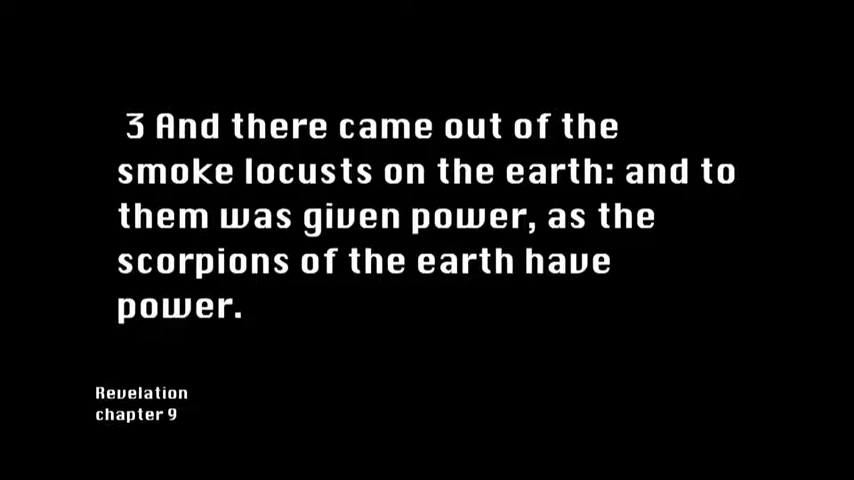 3 And there came out of the
smoke locusts on the earth: and to
them was given power, as the
scorpions of the earth have
power.
Revelation
chapter 9